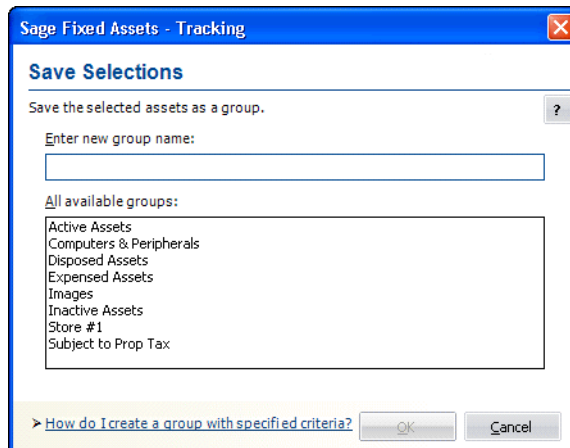 Sage Fixed Assets - Tracking
Save Selections
Save the selected assets as a group.
?
Enter new group name:
All available groups:
Active Assets
Computers & Peripherals
Disposed Assets
Expensed Assets
Images
Inactive Assets
Store #1
Subject to Prop Tax
➤ How do I create a group with specified criteria?
OK
Cancel